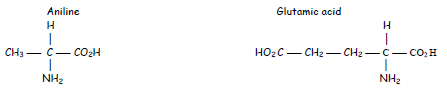 Aniline
Glutamic acid
H
H
CH₃ — C — CO₂H
HO₂C — CH₂ — CH₂ — C — CO₂H
NH₂
NH₂